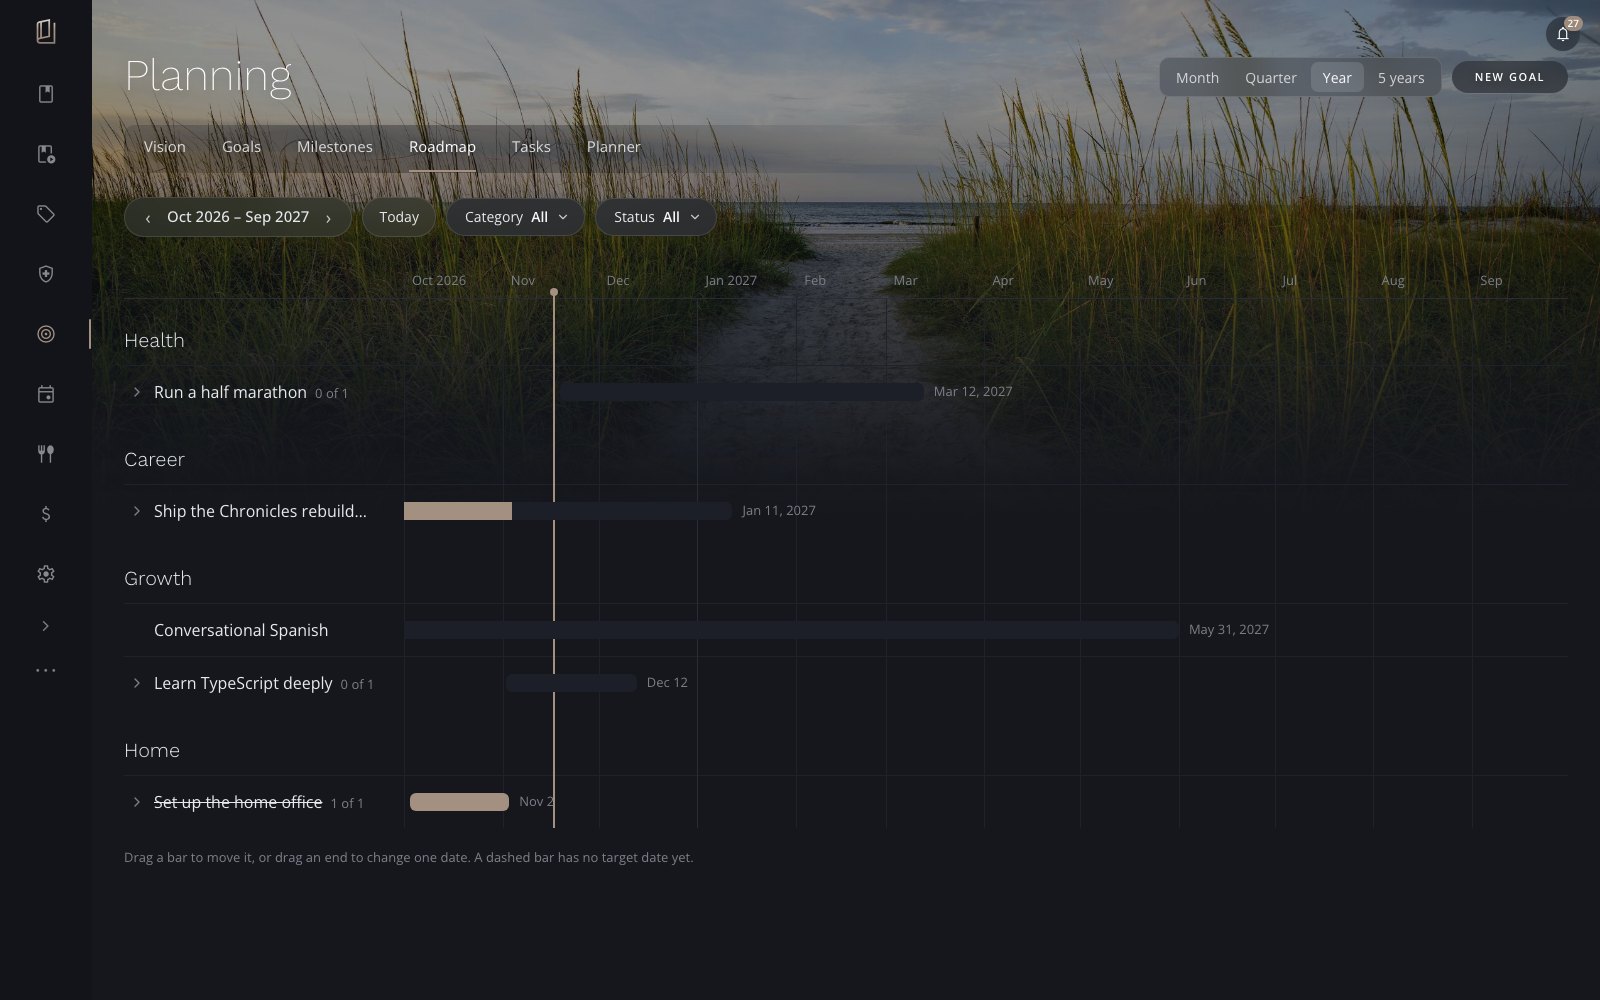 27
Planning
Month Quarter Year 5 years NEW GOAL
Vision Goals Milestones Roadmap Tasks Planner
‹ Oct 2026 – Sep 2027 › Today Category All Status All
Oct 2026 Nov Dec Jan 2027 Feb Mar Apr May Jun Jul Aug Sep
Health
Run a half marathon 0 of 1 Mar 12, 2027
Career
Ship the Chronicles rebuild... Jan 11, 2027
Growth
Conversational Spanish May 31, 2027
Learn TypeScript deeply 0 of 1 Dec 12
Home
Set up the home office 1 of 1 Nov 2
Drag a bar to move it, or drag an end to change one date. A dashed bar has no target date yet.